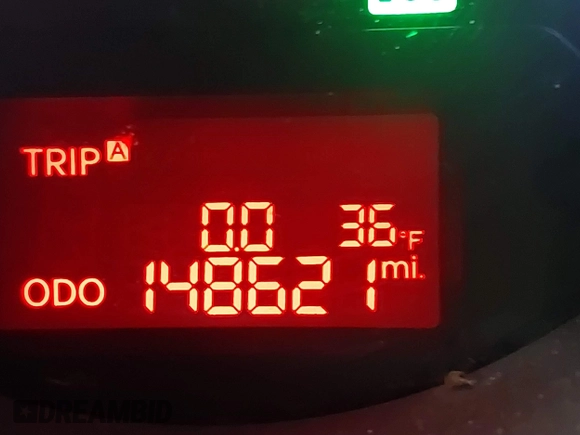 TRIP A
0.0 36°F
ODO 148621 mi.
DREAMBID